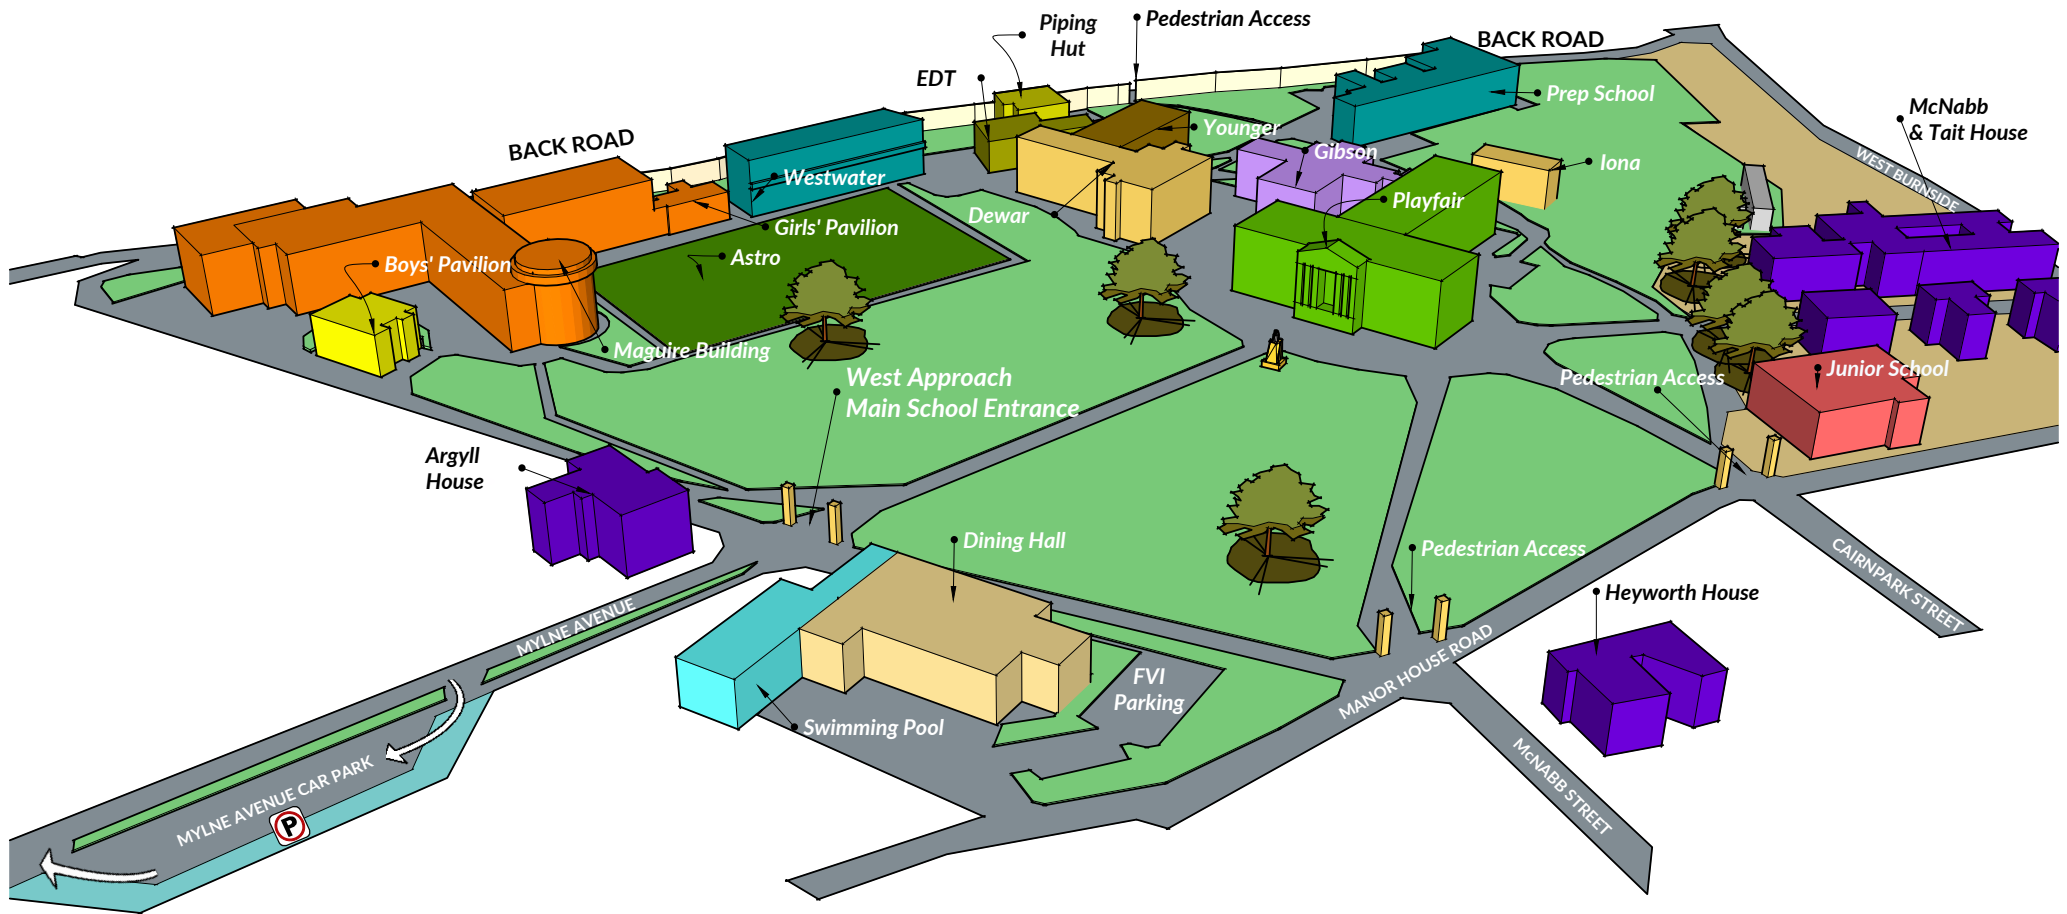 Piping
Hut
Pedestrian Access
BACK ROAD
EDT
Prep School
McNabb
& Tait House
BACK ROAD
Younger
Gibson
Iona
WEST BURNSIDE
Westwater
Playfair
Dewar
Girls' Pavilion
Astro
Boys' Pavilion
Maguire Building
West Approach
Main School Entrance
Pedestrian Access
Junior School
Argyll
House
Dining Hall
Pedestrian Access
CAIRNPARK STREET
Heyworth House
MYLNE AVENUE
MANOR HOUSE ROAD
FVI
Parking
Swimming Pool
McNABB STREET
MYLNE AVENUE CAR PARK
P